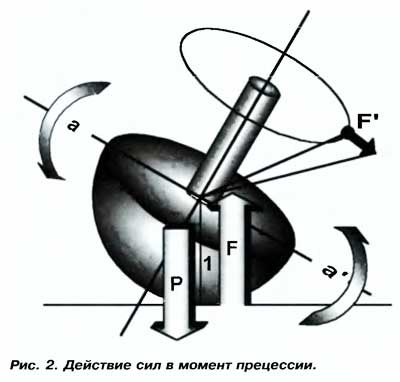 a
F'
P
1
F
a'
Рис. 2. Действие сил в момент прецессии.